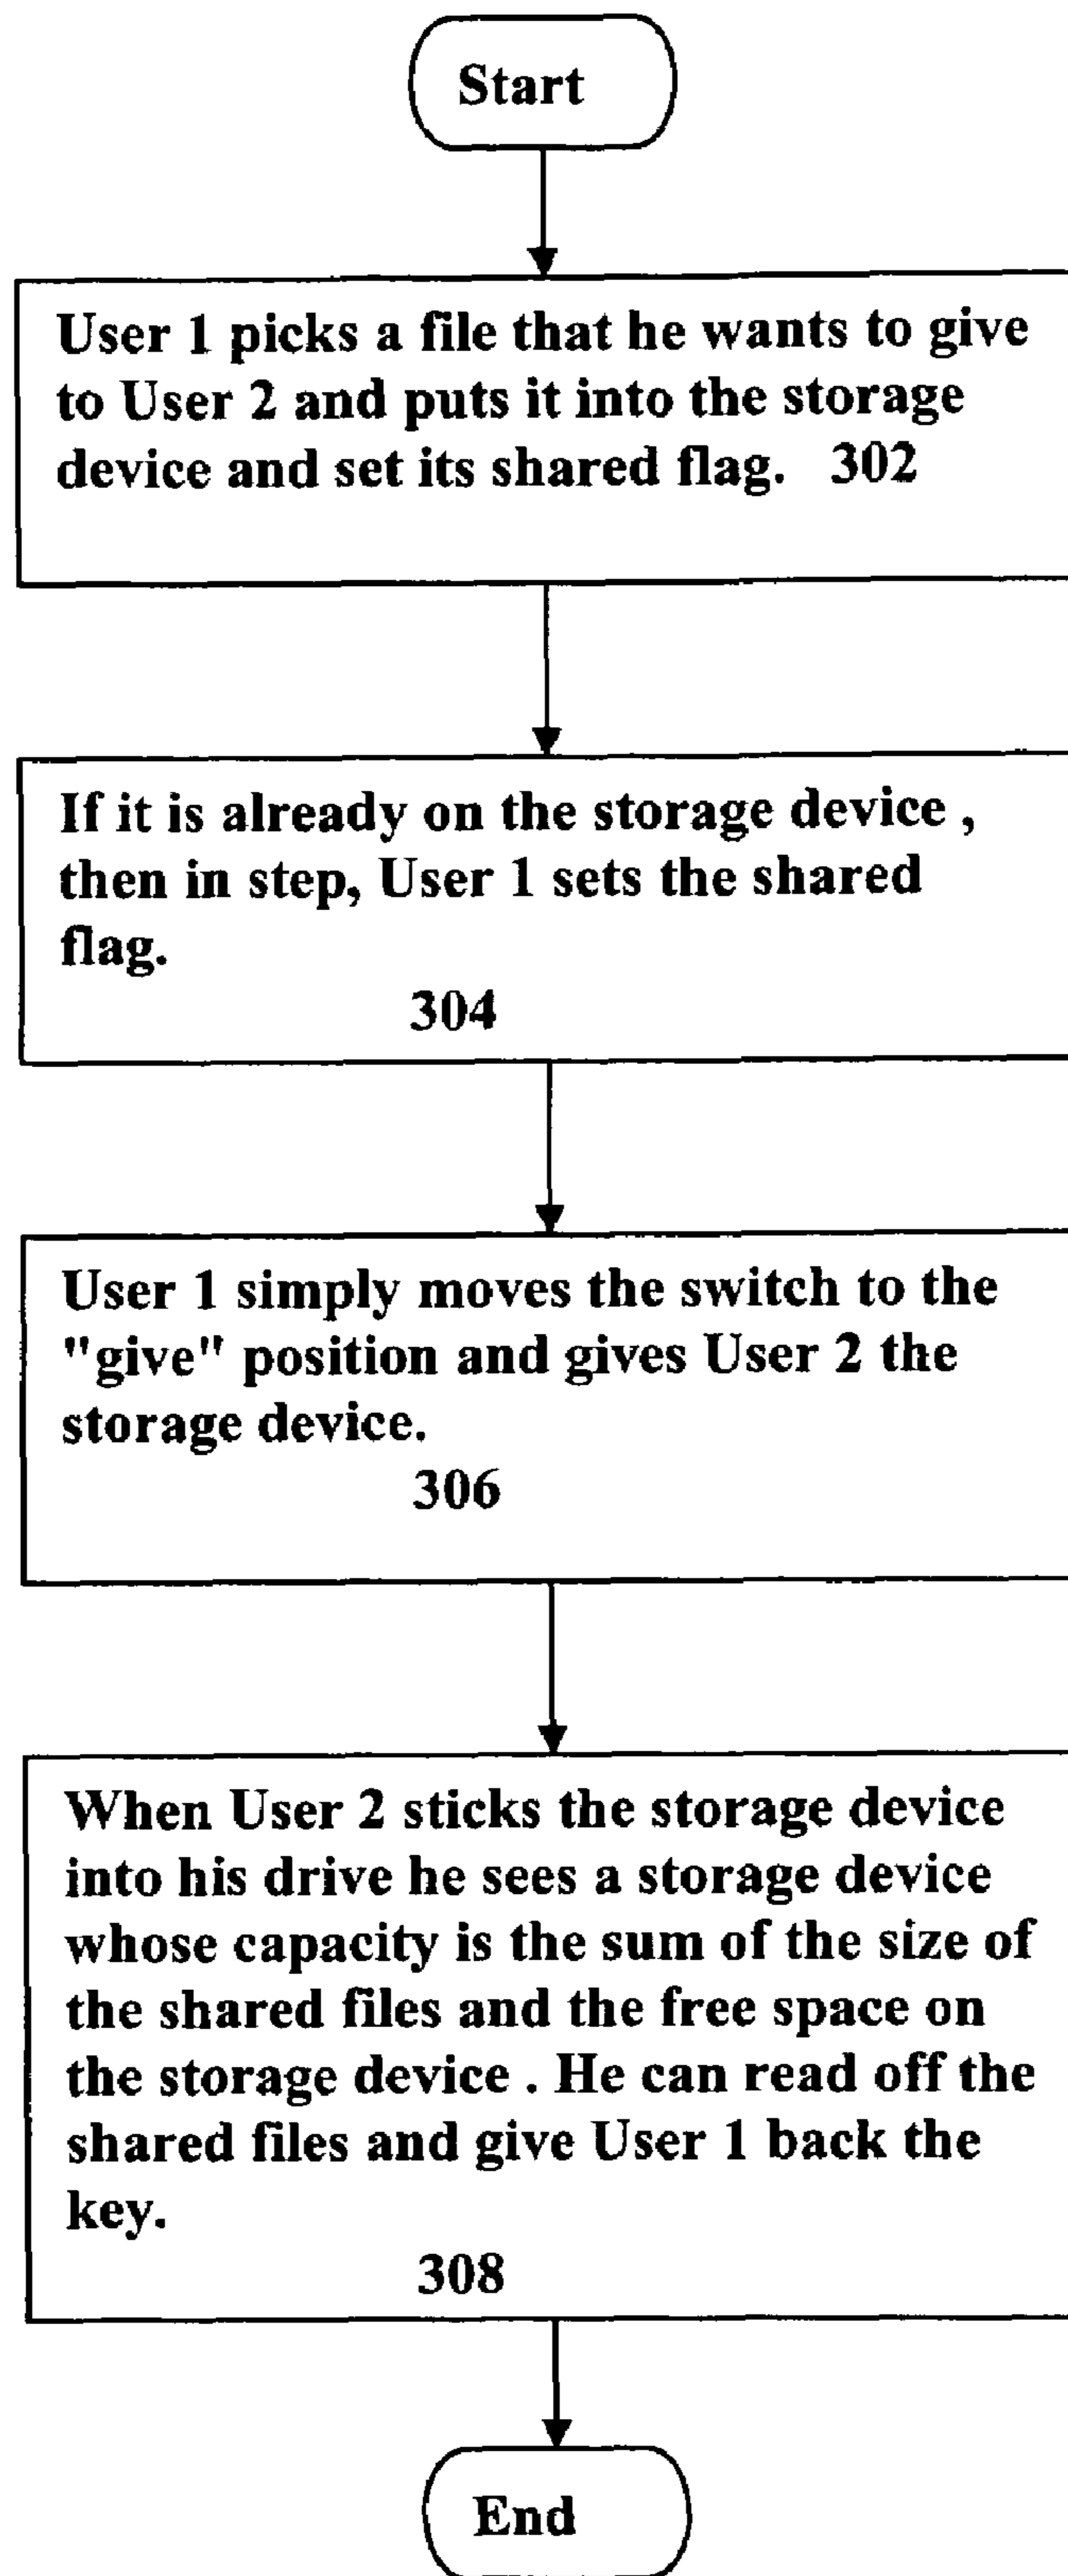 Start
User 1 picks a file that he wants to give
to User 2 and puts it into the storage
device and set its shared flag. 302
If it is already on the storage device ,
then in step, User 1 sets the shared
flag.
304
User 1 simply moves the switch to the
"give" position and gives User 2 the
storage device.
306
When User 2 sticks the storage device
into his drive he sees a storage device
whose capacity is the sum of the size of
the shared files and the free space on
the storage device . He can read off the
shared files and give User 1 back the
key.
308
End